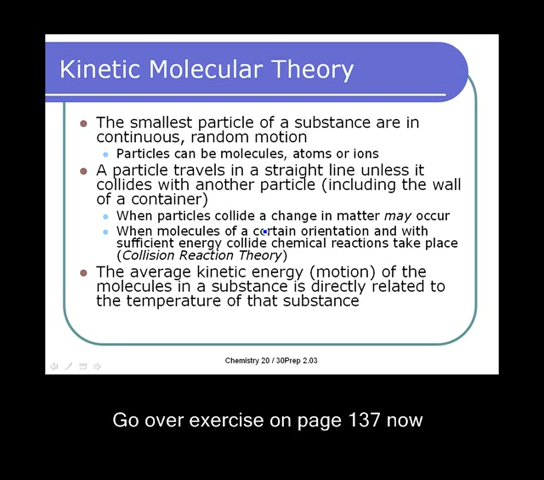 Kinetic Molecular Theory
The smallest particle of a substance are in
continuous, random motion
Particles can be molecules, atoms or ions
A particle travels in a straight line unless it
collides with another particle (including the wall
of a container)
When particles collide a change in matter may occur
When molecules of a certain orientation and with
sufficient energy collide chemical reactions take place
(Collision Reaction Theory)
The average kinetic energy (motion) of the
molecules in a substance is directly related to
the temperature of that substance
Chemistry 20 / 30Prep 2.03
Go over exercise on page 137 now